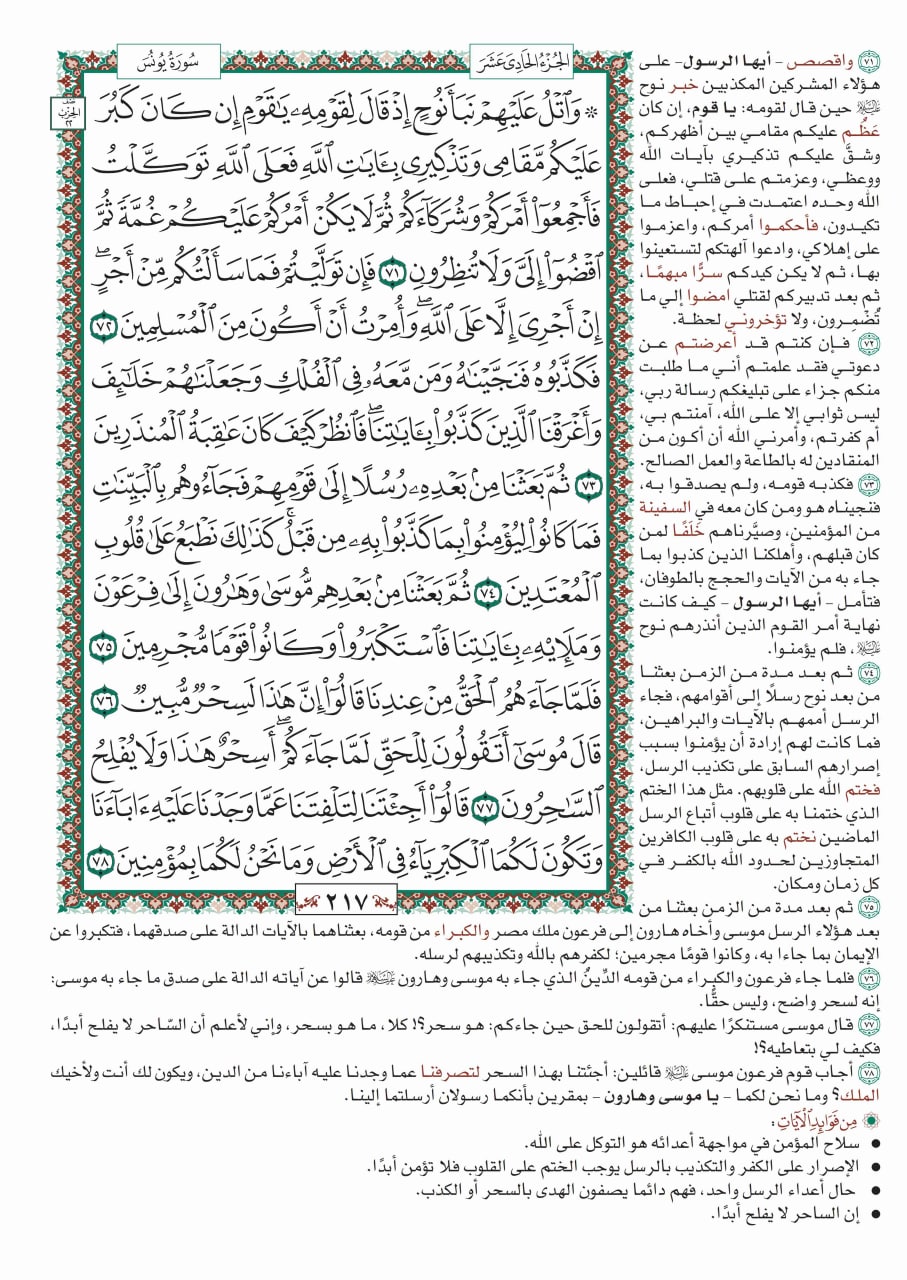 الجُزْءُ الحَادِي عَشَرَ
سُورَةُ يُونُسَ
نصف
الحزب
٢٢
۞ وَٱتۡلُ عَلَيۡهِمۡ نَبَأَ نُوحٍ إِذۡ قَالَ لِقَوۡمِهِۦ يَٰقَوۡمِ إِن كَانَ كَبُرَ
عَلَيۡكُم مَّقَامِي وَتَذۡكِيرِي بِـَٔايَٰتِ ٱللَّهِ فَعَلَى ٱللَّهِ تَوَكَّلۡتُ
فَأَجۡمِعُوٓاْ أَمۡرَكُمۡ وَشُرَكَآءَكُمۡ ثُمَّ لَا يَكُنۡ أَمۡرُكُمۡ عَلَيۡكُمۡ غُمَّةٗ ثُمَّ
ٱقۡضُوٓاْ إِلَيَّ وَلَا تُنظِرُونِ ٧١ فَإِن تَوَلَّيۡتُمۡ فَمَا سَأَلۡتُكُم مِّنۡ أَجۡرٍۖ
إِنۡ أَجۡرِيَ إِلَّا عَلَى ٱللَّهِۖ وَأُمِرۡتُ أَنۡ أَكُونَ مِنَ ٱلۡمُسۡلِمِينَ ٧٢
فَكَذَّبُوهُ فَنَجَّيۡنَٰهُ وَمَن مَّعَهُۥ فِي ٱلۡفُلۡكِ وَجَعَلۡنَٰهُمۡ خَلَٰٓئِفَ
وَأَغۡرَقۡنَا ٱلَّذِينَ كَذَّبُواْ بِـَٔايَٰتِنَاۖ فَٱنظُرۡ كَيۡفَ كَانَ عَٰقِبَةُ ٱلۡمُنذَرِينَ
٧٣ ثُمَّ بَعَثۡنَا مِنۢ بَعۡدِهِۦ رُسُلًا إِلَىٰ قَوۡمِهِمۡ فَجَآءُوهُم بِٱلۡبَيِّنَٰتِ
فَمَا كَانُواْ لِيُؤۡمِنُواْ بِمَا كَذَّبُواْ بِهِۦ مِن قَبۡلُۚ كَذَٰلِكَ نَطۡبَعُ عَلَىٰ قُلُوبِ
ٱلۡمُعۡتَدِينَ ٧٤ ثُمَّ بَعَثۡنَا مِنۢ بَعۡدِهِم مُّوسَىٰ وَهَٰرُونَ إِلَىٰ فِرۡعَوۡنَ
وَمَلَإِيْهِۦ بِـَٔايَٰتِنَا فَٱسۡتَكۡبَرُواْ وَكَانُواْ قَوۡمٗا مُّجۡرِمِينَ ٧٥
فَلَمَّا جَآءَهُمُ ٱلۡحَقُّ مِنۡ عِندِنَا قَالُوٓاْ إِنَّ هَٰذَا لَسِحۡرٞ مُّبِينٞ ٧٦
قَالَ مُوسَىٰٓ أَتَقُولُونَ لِلۡحَقِّ لَمَّا جَآءَكُمۡۖ أَسِحۡرٌ هَٰذَا وَلَا يُفۡلِحُ
ٱلسَّٰحِرُونَ ٧٧ قَالُوٓاْ أَجِئۡتَنَا لِتَلۡفِتَنَا عَمَّا وَجَدۡنَا عَلَيۡهِ ءَابَآءَنَا
وَتَكُونَ لَكُمَا ٱلۡكِبۡرِيَآءُ فِي ٱلۡأَرۡضِ وَمَا نَحۡنُ لَكُمَا بِمُؤۡمِنِينَ ٧٨
٢١٧
٧١ واقصص - أيها الرسول- على
هؤلاء المشركين المكذبين خبر نوح
عليه السلام حين قال لقومه: يا قوم، إن كان
عَظُم عليكم مقامي بين أظهركم،
وشقَّ عليكم تذكيري بآيات الله
ووعظي، وعزمتم على قتلي، فعلى
الله وحده اعتمدت في إحباط ما
تكيدون، فأحكموا أمركم، واعزموا
على إهلاكي، وادعوا آلهتكم لتستعينوا
بها، ثم لا يكن كيدكم سرًّا مبهمًا،
ثم بعد تدبيركم لقتلي امضوا إلي ما
تُضْمِرون، ولا تؤخروني لحظة.
٧٢ فإن كنتم قد أعرضتم عن
دعوتي فقد علمتم أني ما طلبت
منكم جزاء على تبليغكم رسالة ربي،
ليس ثوابي إلا على الله، آمنتم بي،
أم كفرتم، وأمرني الله أن أكون من
المنقادين له بالطاعة والعمل الصالح.
٧٣ فكذبه قومه، ولم يصدقوا به،
فنجيناه هو ومن كان معه في السفينة
من المؤمنين، وصيَّرناهم خَلَفًا لمن
كان قبلهم، وأهلكنا الذين كذبوا بما
جاء به من الآيات والحجج بالطوفان،
فتأمل - أيها الرسول - كيف كانت
نهاية أمر القوم الذين أنذرهم نوح
عليه السلام، فلم يؤمنوا.
٧٤ ثم بعد مدة من الزمن بعثنا
من بعد نوح رسلًا إلى أقوامهم، فجاء
الرسل أممهم بالآيات والبراهين،
فما كانت لهم إرادة أن يؤمنوا بسبب
إصرارهم السابق على تكذيب الرسل،
فختم الله على قلوبهم. مثل هذا الختم
الذي ختمنا به على قلوب أتباع الرسل
الماضين نختم به على قلوب الكافرين
المتجاوزين لحدود الله بالكفر في
كل زمان ومكان.
٧٥ ثم بعد مدة من الزمن بعثنا من
بعد هؤلاء الرسل موسى وأخاه هارون إلى فرعون ملك مصر والكبراء من قومه، بعثناهما بالآيات الدالة على صدقهما، فتكبروا عن
الإيمان بما جاءا به، وكانوا قومًا مجرمين؛ لكفرهم بالله وتكذيبهم لرسله.
٧٦ فلما جاء فرعون والكبراء من قومه الدِّينُ الذي جاء به موسى وهارون عليهما السلام قالوا عن آياته الدالة على صدق ما جاء به موسى:
إنه لسحر واضح، وليس حقًّا.
٧٧ قال موسى مستنكرًا عليهم: أتقولون للحق حين جاءكم: هو سحر؟! كلا، ما هو بسحر، وإني لأعلم أن السّاحر لا يفلح أبدًا،
فكيف لي بتعاطيه؟!
٧٨ أجاب قوم فرعون موسى عليه السلام قائلين: أجئتنا بهذا السحر لتصرفنا عما وجدنا عليه آباءنا من الدين، ويكون لك أنت ولأخيك
الملك؟ وما نحن لكما - يا موسى وهارون - بمقرين بأنكما رسولان أرسلتما إلينا.
مِن فَوَائِدِ الآيَاتِ:
• سلاح المؤمن في مواجهة أعدائه هو التوكل على الله.
• الإصرار على الكفر والتكذيب بالرسل يوجب الختم على القلوب فلا تؤمن أبدًا.
• حال أعداء الرسل واحد، فهم دائما يصفون الهدى بالسحر أو الكذب.
• إن الساحر لا يفلح أبدًا.